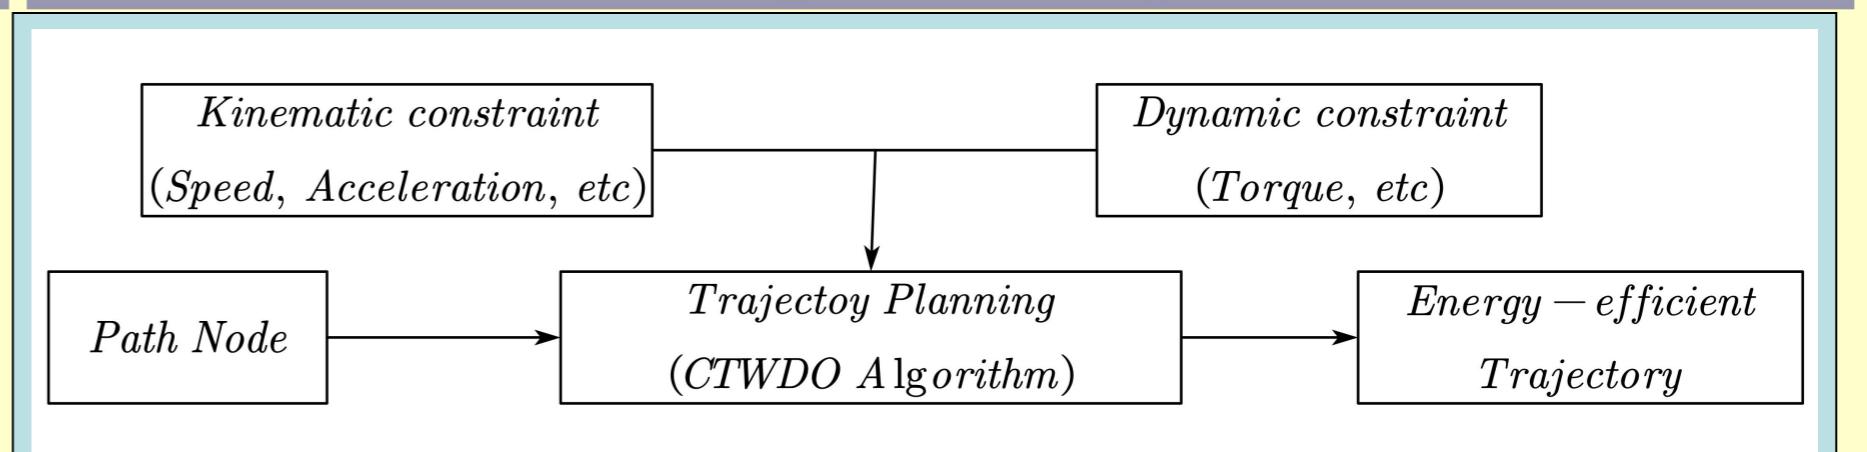 Kinematic constraint
(Speed, Acceleration, etc)
Dynamic constraint
(Torque, etc)
Path Node
Trajectoy Planning
(CTWDO Algorithm)
Energy – efficient
Trajectory